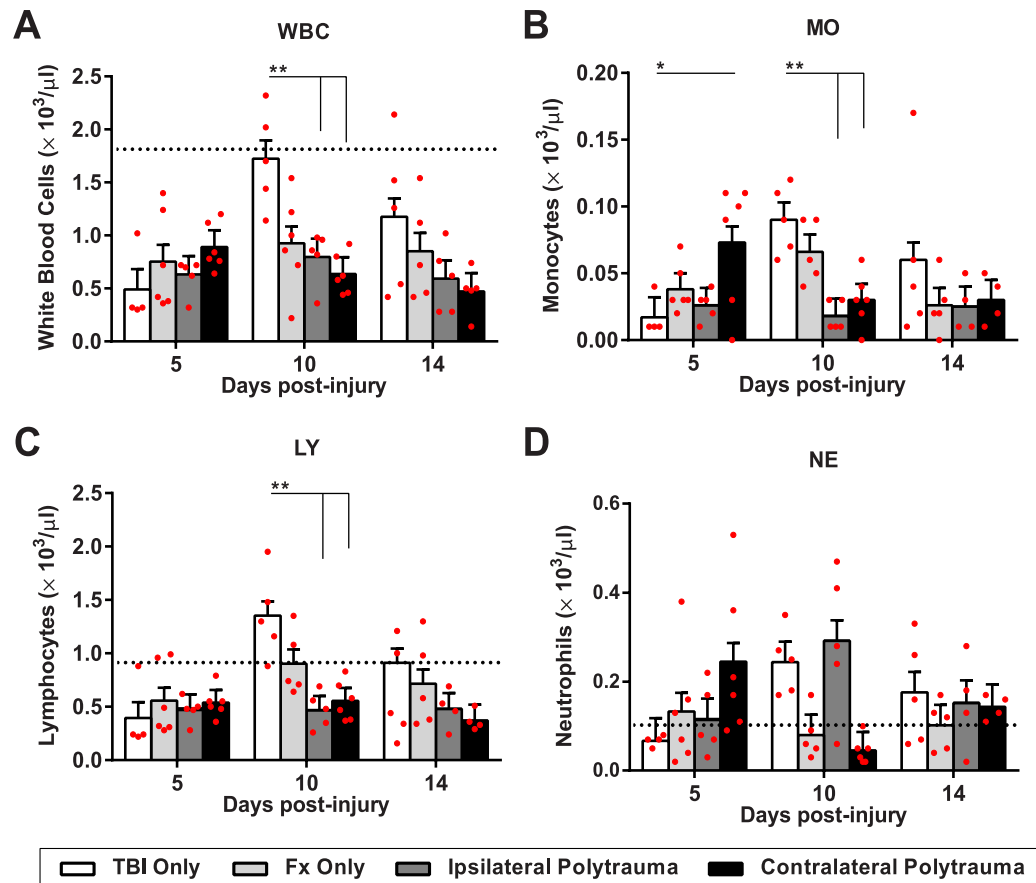 A
WBC
White Blood Cells (× 10³/μl)
2.5
2.0
1.5
1.0
0.5
0.0
**
5
10
14
Days post-injury
B
MO
Monocytes (× 10³/μl)
0.20
0.15
0.10
0.05
0.00
*
**
5
10
14
Days post-injury
C
LY
Lymphocytes (× 10³/μl)
2.5
2.0
1.5
1.0
0.5
0.0
**
5
10
14
Days post-injury
D
NE
Neutrophils (× 10³/μl)
0.6
0.4
0.2
0.0
5
10
14
Days post-injury
TBI Only Fx Only Ipsilateral Polytrauma Contralateral Polytrauma